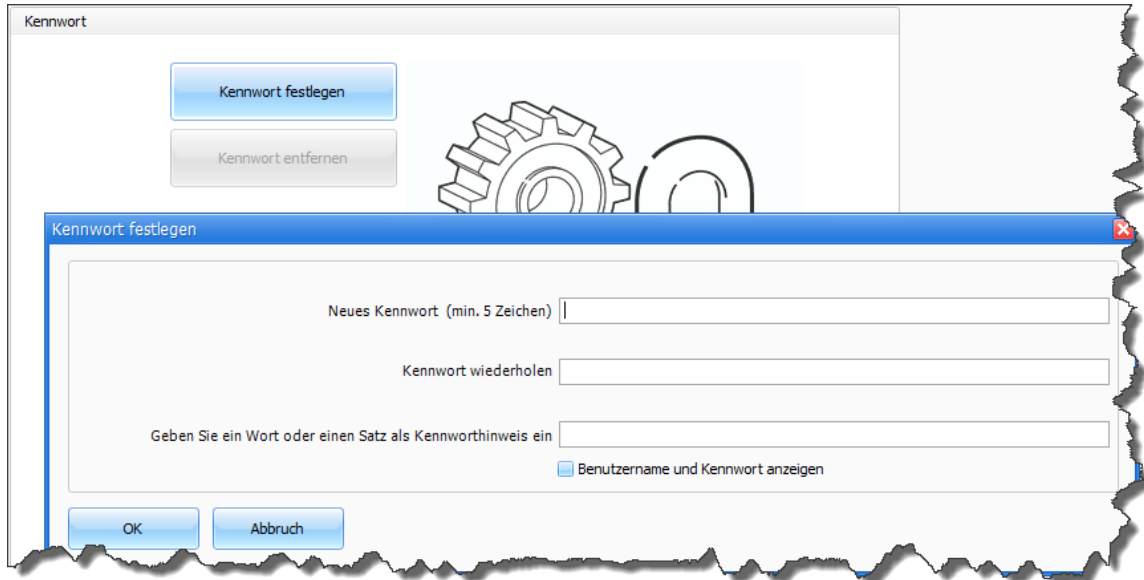 Kennwort
Kennwort festlegen
Kennwort entfernen
Kennwort festlegen
Neues Kennwort (min. 5 Zeichen)
Kennwort wiederholen
Geben Sie ein Wort oder einen Satz als Kennworthinweis ein
Benutzername und Kennwort anzeigen
OK
Abbruch